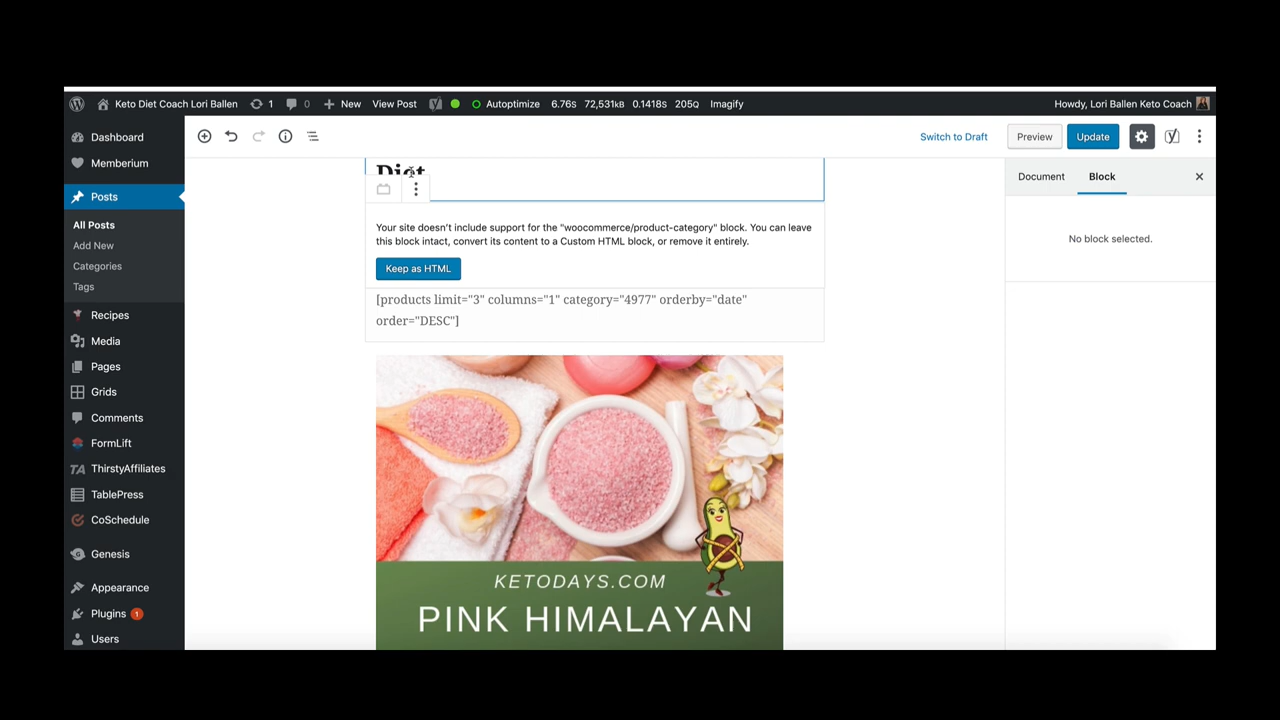 Keto Diet Coach Lori Ballen 1 0 New View Post Autoptimize 6.76s 72,531kB 0.1418s 205Q Imagify Howdy, Lori Ballen Keto Coach
Switch to Draft Preview Update
Dashboard
Memberium
Posts
All Posts
Add New
Categories
Tags
Recipes
Media
Pages
Grids
Comments
FormLift
ThirstyAffiliates
TablePress
CoSchedule
Genesis
Appearance
Plugins 1
Users
Diet
Your site doesn't include support for the "woocommerce/product-category" block. You can leave
this block intact, convert its content to a Custom HTML block, or remove it entirely.
Keep as HTML
[products limit="3" columns="1" category="4977" orderby="date"
order="DESC"]
KETODAYS.COM
PINK HIMALAYAN
Document Block
No block selected.